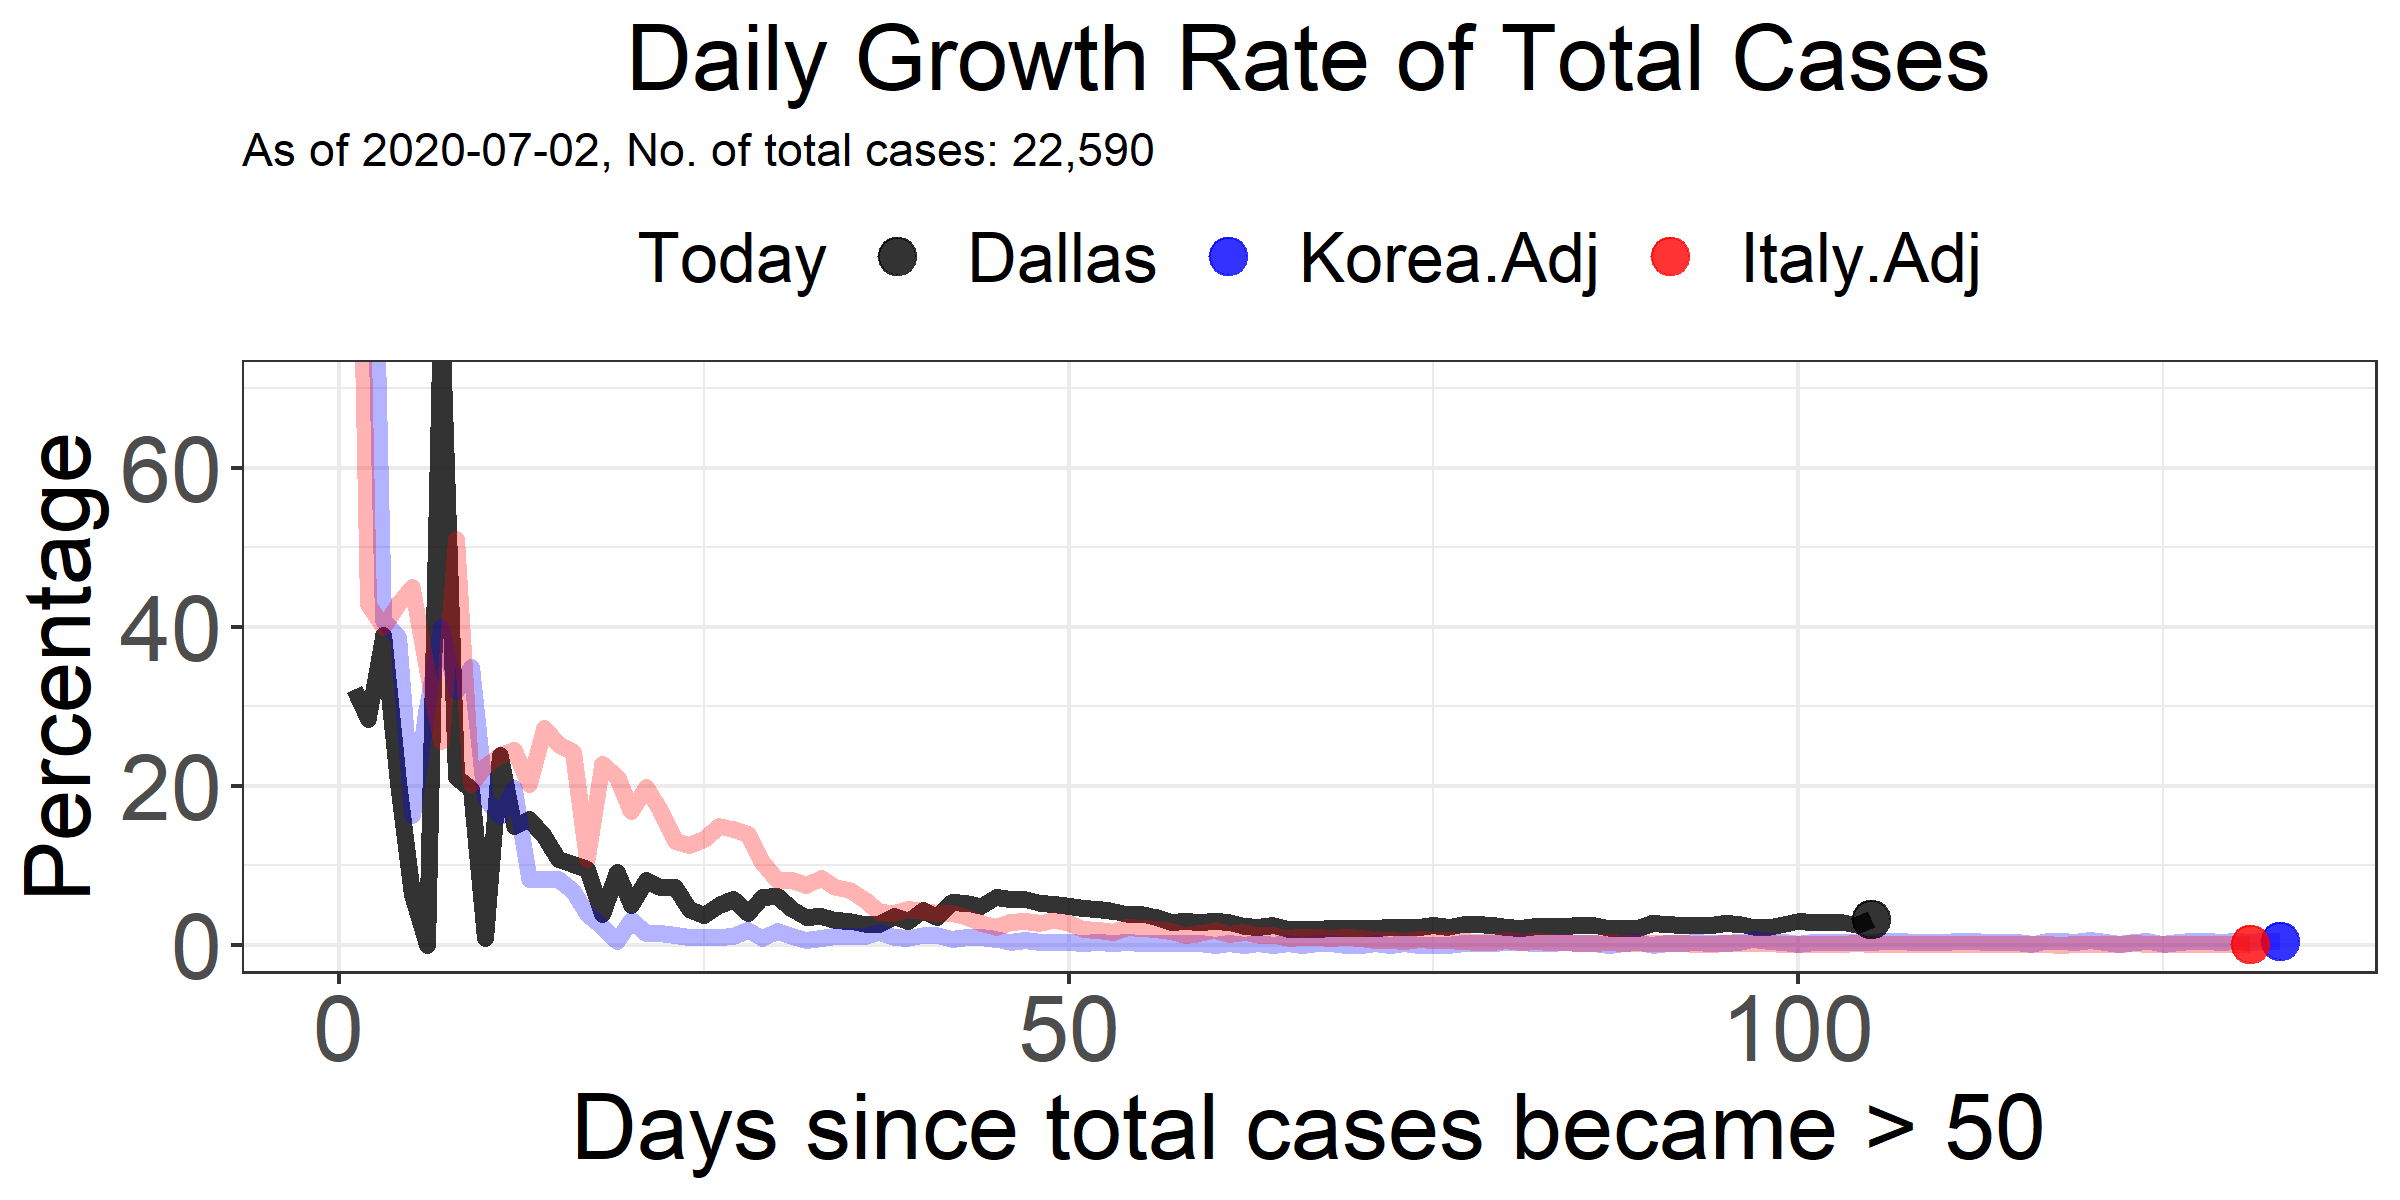 Daily Growth Rate of Total Cases
As of 2020-07-02, No. of total cases: 22,590
Today Dallas Korea.Adj Italy.Adj
Percentage
60
40
20
0
0 50 100
Days since total cases became > 50